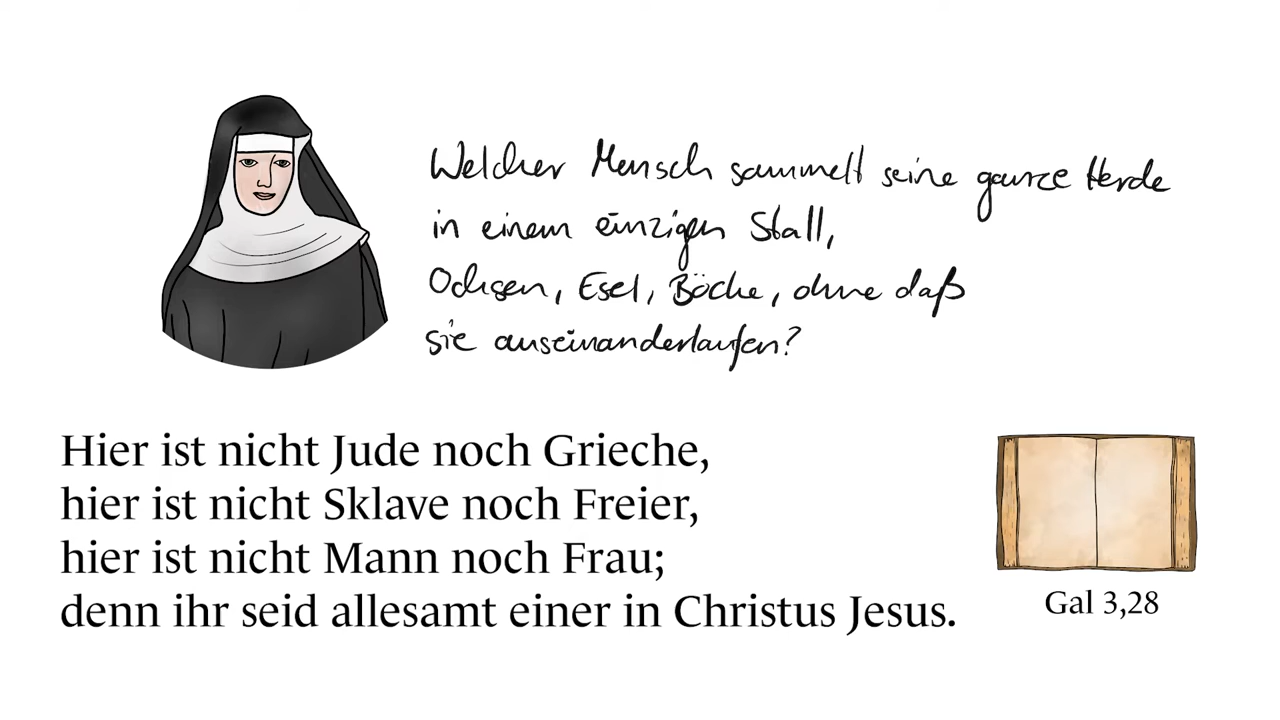 Welcher Mensch sammelt seine ganze Herde
in einem einzigen Stall,
Ochsen, Esel, Böcke, ohne daß
sie auseinanderlaufen?
Hier ist nicht Jude noch Grieche,
hier ist nicht Sklave noch Freier,
hier ist nicht Mann noch Frau;
denn ihr seid allesamt einer in Christus Jesus.
Gal 3,28